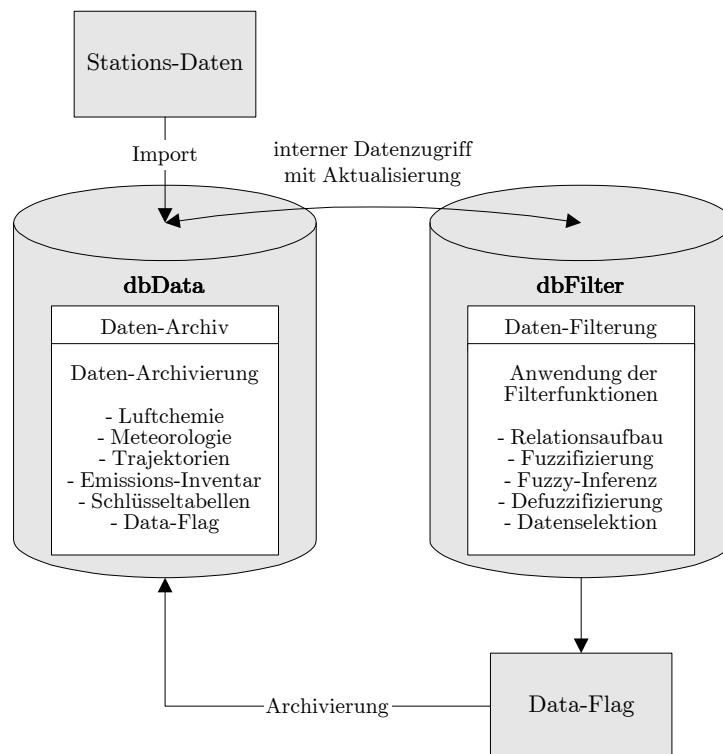 Stations-Daten
Import
interner Datenzugriff
mit Aktualisierung
dbData
Daten-Archiv
Daten-Archivierung
- Luftchemie
- Meteorologie
- Trajektorien
- Emissions-Inventar
- Schlüsseltabellen
- Data-Flag
dbFilter
Daten-Filterung
Anwendung der
Filterfunktionen
- Relationsaufbau
- Fuzzifizierung
- Fuzzy-Inferenz
- Defuzzifizierung
- Datenselektion
Archivierung
Data-Flag